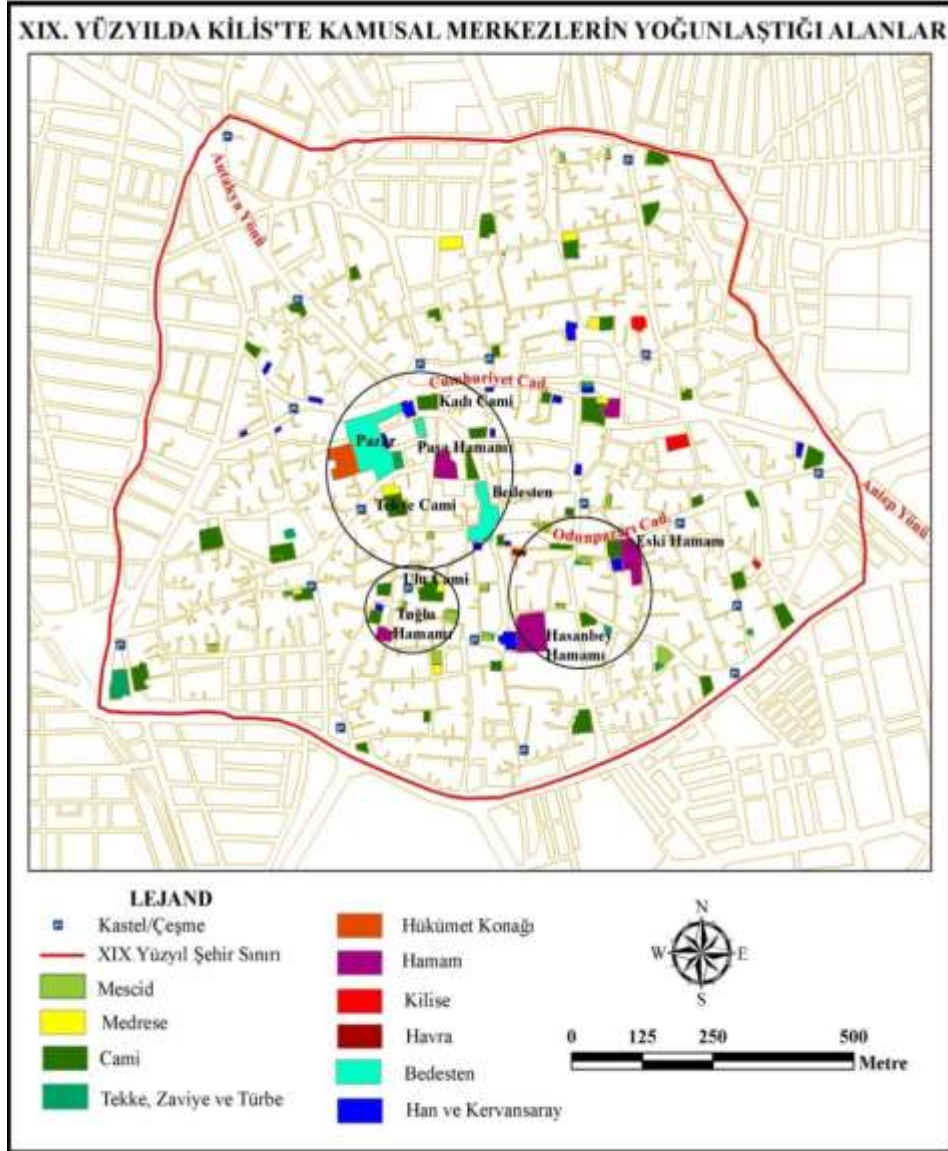 XIX. YÜZYILDA KİLİS'TE KAMUSAL MERKEZLERİN YOĞUNLAŞTIĞI ALANLAR
Antakya Yönü
Cumhuriyet Cad.
Kadı Cami
Pazar
Paşa Hamamı
Bedesten
Tekye Cami
Antep Yönü
Odunpazarı Cad.
Eski Hamam
Ulu Cami
Tuğlu
Hamamı
Hasanbey
Hamamı
LEJAND
Kastel/Çeşme
XIX.Yüzyıl Şehir Sınırı
Mescid
Medrese
Cami
Tekke, Zaviye ve Türbe
Hükümet Konağı
Hamam
Kilise
Havra
Bedesten
Han ve Kervansaray
N
W E
S
0 125 250 500
Metre